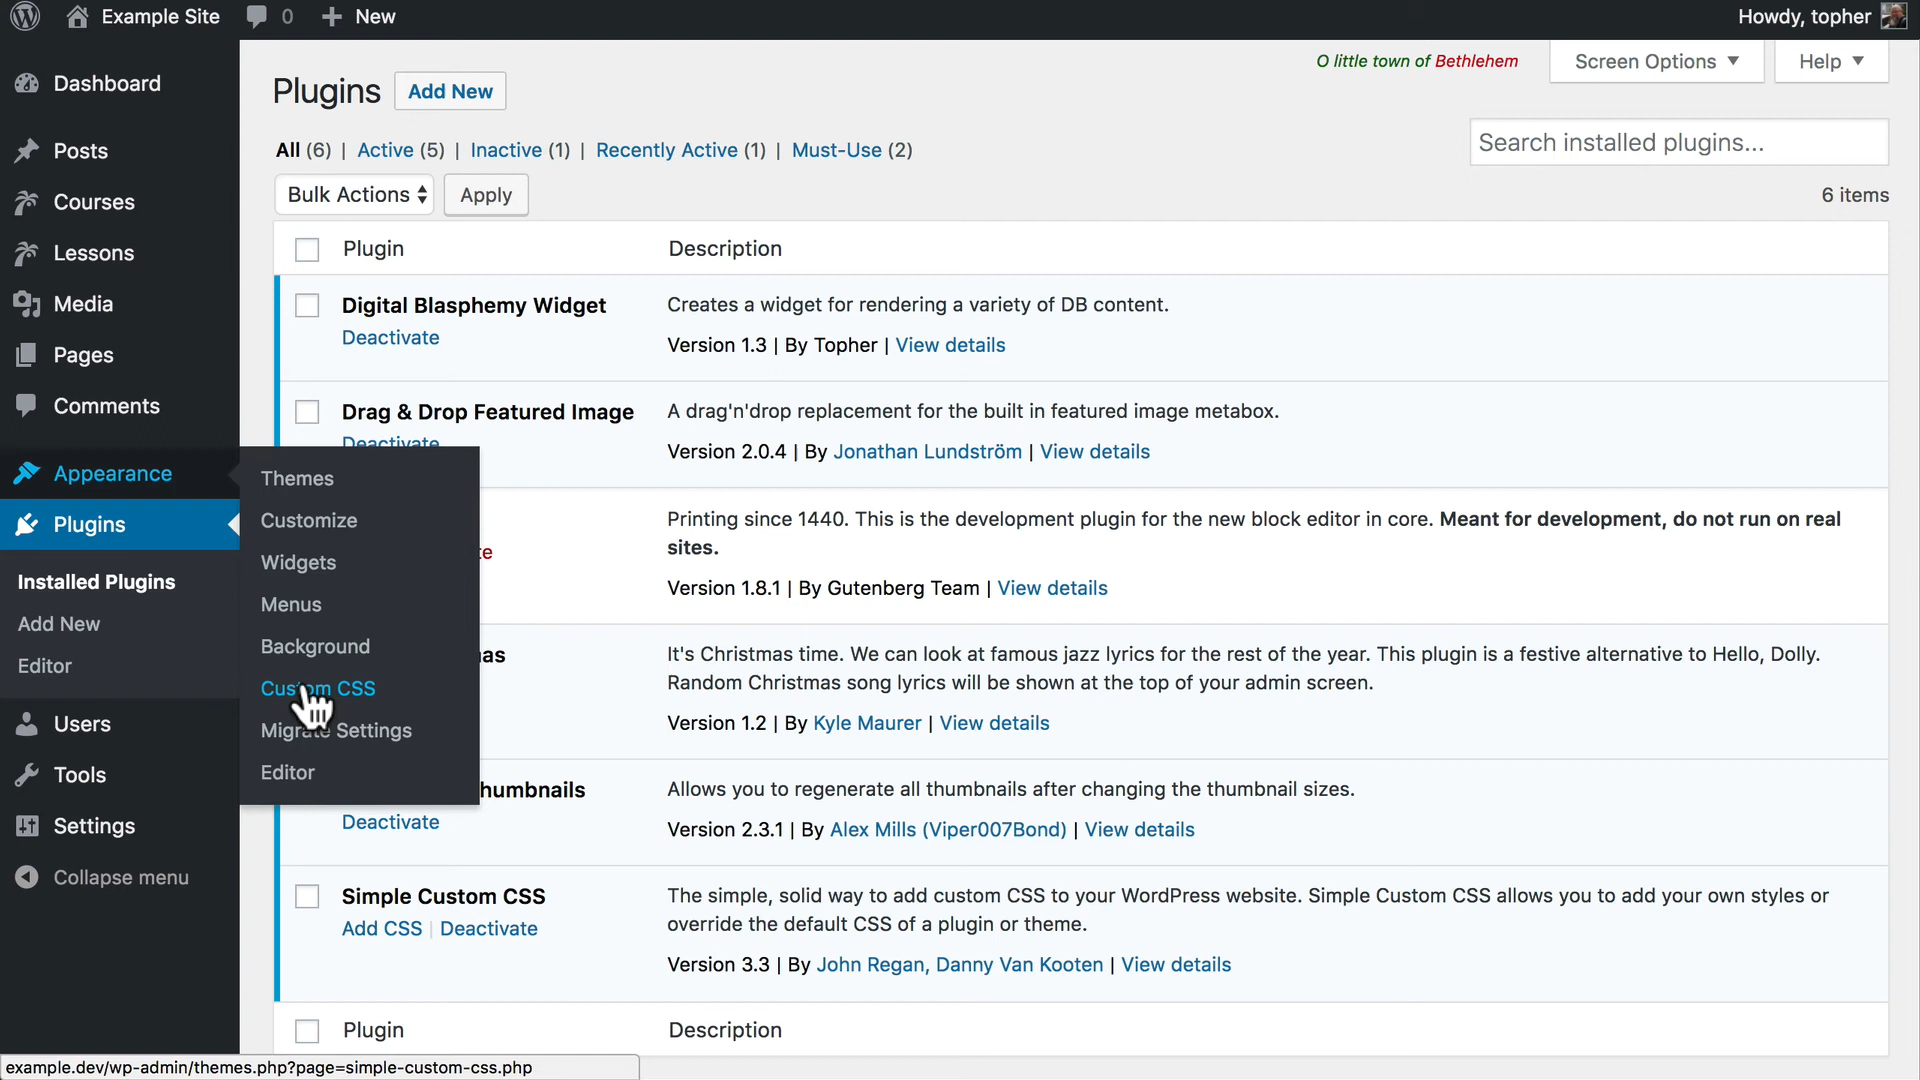 Example Site 0 New Howdy, topher
Dashboard
Posts
Courses
Lessons
Media
Pages
Comments
Appearance
Plugins
Installed Plugins
Add New
Editor
Users
Tools
Settings
Collapse menu
Themes
Customize
Widgets
Menus
Background
Custom CSS
Migrate Settings
Editor
O little town of Bethlehem Screen Options Help
Plugins Add New
All (6) | Active (5) | Inactive (1) | Recently Active (1) | Must-Use (2)
Search installed plugins...
Bulk Actions Apply 6 items
Plugin Description
Digital Blasphemy Widget
Deactivate
Creates a widget for rendering a variety of DB content.
Version 1.3 | By Topher | View details
Drag & Drop Featured Image
Deactivate
A drag'n'drop replacement for the built in featured image metabox.
Version 2.0.4 | By Jonathan Lundström | View details
te
Printing since 1440. This is the development plugin for the new block editor in core. Meant for development, do not run on real
sites.
Version 1.8.1 | By Gutenberg Team | View details
as
It's Christmas time. We can look at famous jazz lyrics for the rest of the year. This plugin is a festive alternative to Hello, Dolly.
Random Christmas song lyrics will be shown at the top of your admin screen.
Version 1.2 | By Kyle Maurer | View details
humbnails
Deactivate
Allows you to regenerate all thumbnails after changing the thumbnail sizes.
Version 2.3.1 | By Alex Mills (Viper007Bond) | View details
Simple Custom CSS
Add CSS | Deactivate
The simple, solid way to add custom CSS to your WordPress website. Simple Custom CSS allows you to add your own styles or
override the default CSS of a plugin or theme.
Version 3.3 | By John Regan, Danny Van Kooten | View details
Plugin Description
example.dev/wp-admin/themes.php?page=simple-custom-css.php